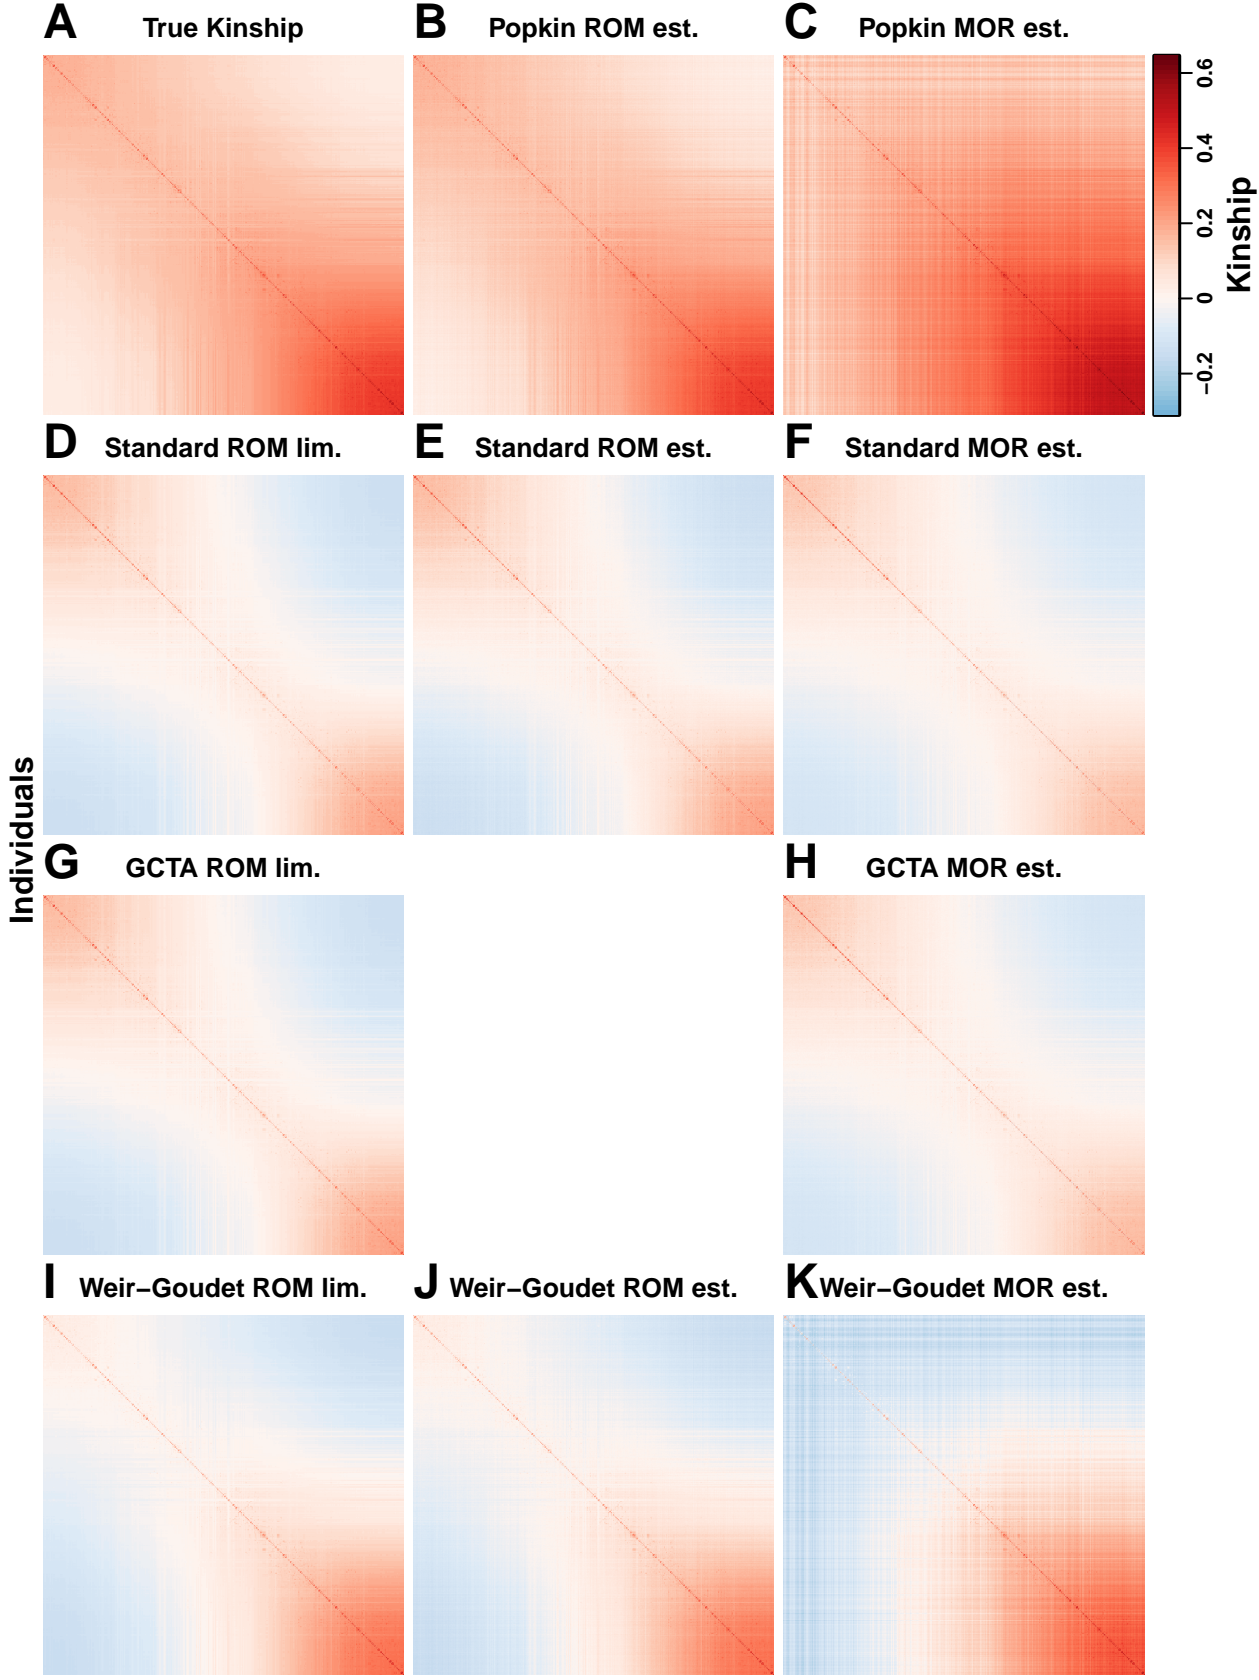 A True Kinship
B Popkin ROM est.
C Popkin MOR est.
0.6
0.4
0.2
0
−0.2
Kinship
D Standard ROM lim.
E Standard ROM est.
F Standard MOR est.
Individuals
G GCTA ROM lim.
H GCTA MOR est.
I Weir−Goudet ROM lim.
J Weir−Goudet ROM est.
K Weir−Goudet MOR est.